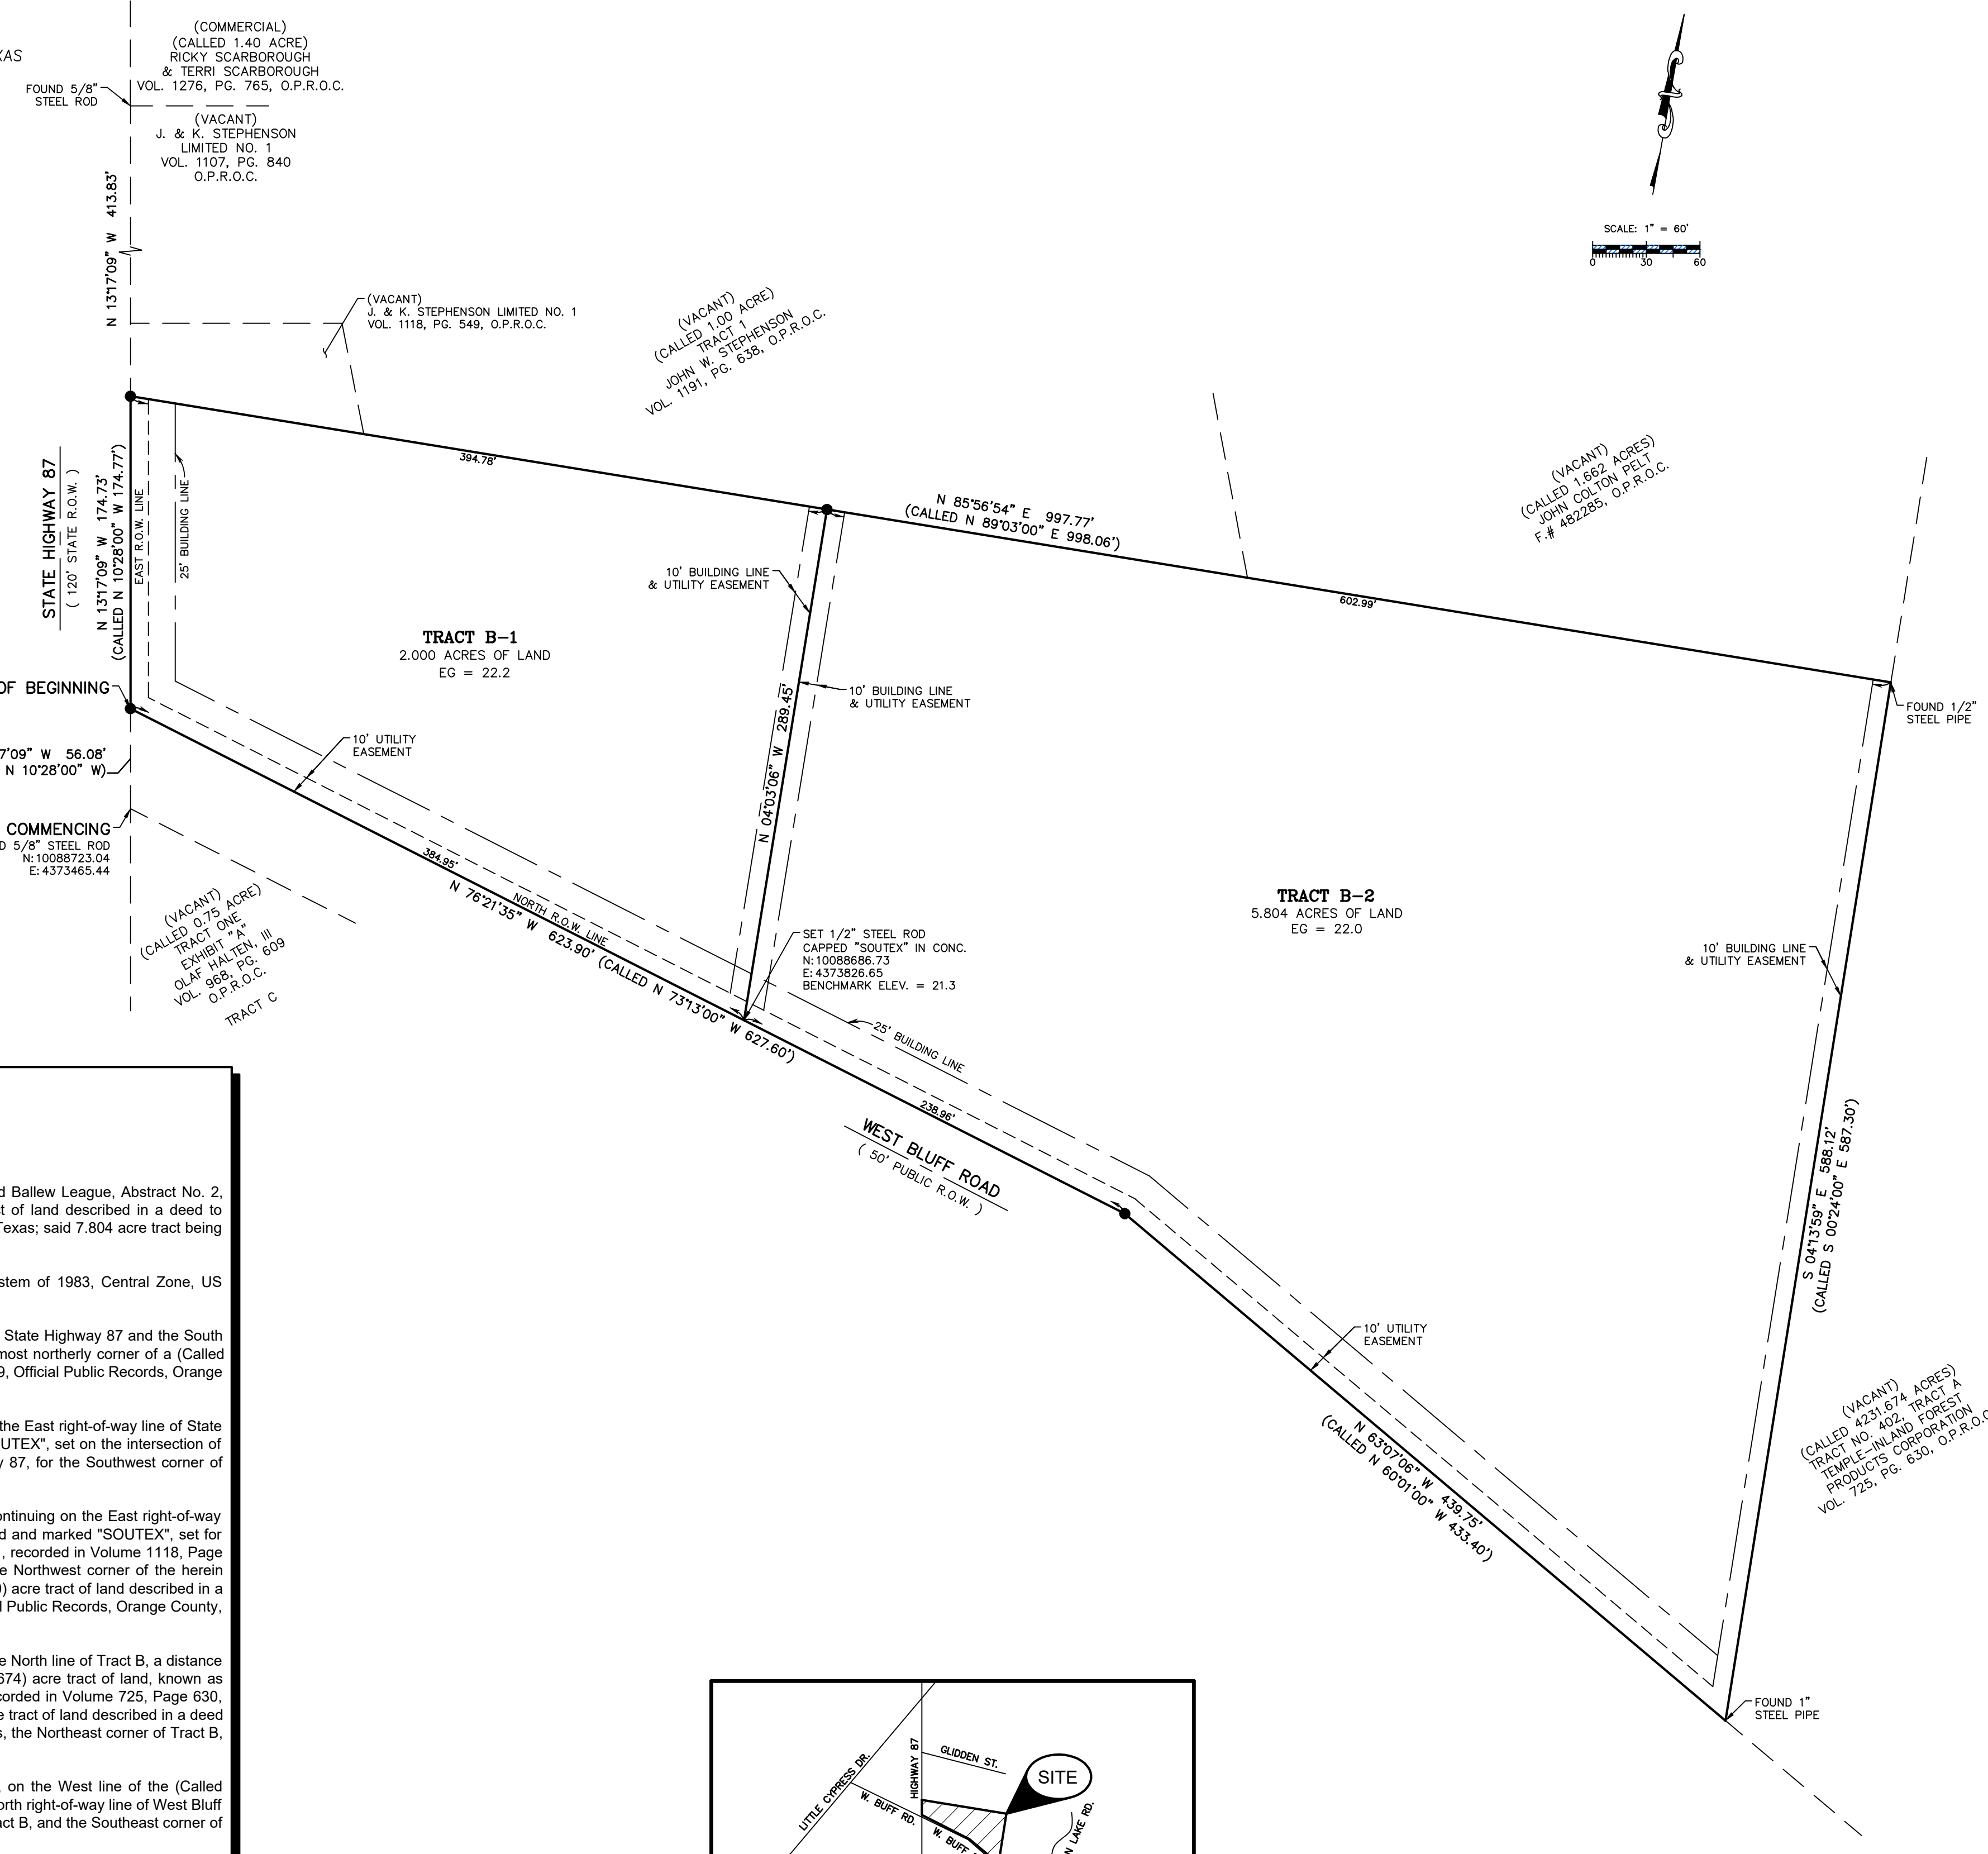 XAS
(COMMERCIAL)
(CALLED 1.40 ACRE)
RICKY SCARBOROUGH
& TERRI SCARBOROUGH
VOL. 1276, PG. 765, O.P.R.O.C.
FOUND 5/8"
STEEL ROD
(VACANT)
J. & K. STEPHENSON
LIMITED NO. 1
VOL. 1107, PG. 840
O.P.R.O.C.
N 13°17'09" W 413.83'
SCALE: 1" = 60'
0 30 60
(VACANT)
J. & K. STEPHENSON LIMITED NO. 1
VOL. 1118, PG. 549, O.P.R.O.C.
(VACANT)
(CALLED 1.00 ACRE)
TRACT 1
JOHN W. STEPHENSON
VOL. 1191, PG. 638, O.P.R.O.C.
(VACANT)
(CALLED 1.662 ACRES)
JOHN COLTON PELT
F.# 482285, O.P.R.O.C.
394.78'
N 85°56'54" E 997.77'
(CALLED N 89°03'00" E 998.06')
602.99'
STATE HIGHWAY 87
( 120' STATE R.O.W. )
N 13°17'09" W 174.73'
(CALLED N 10°28'00" W 174.77')
EAST R.O.W. LINE
25' BUILDING LINE
10' BUILDING LINE
& UTILITY EASEMENT
TRACT B-1
2.000 ACRES OF LAND
EG = 22.2
N 04°03'06" W 289.45'
10' BUILDING LINE
& UTILITY EASEMENT
FOUND 1/2"
STEEL PIPE
OF BEGINNING
10' UTILITY
EASEMENT
7'09" W 56.08'
N 10°28'00" W)
COMMENCING
D 5/8" STEEL ROD
N:10088723.04
E:4373465.44
(VACANT)
(CALLED 0.75 ACRE)
TRACT ONE
EXHIBIT "A"
OLAF HALTEN, III
VOL. 968, PG. 609
O.P.R.O.C.
TRACT C
384.95'
NORTH R.O.W. LINE
N 76°21'35" W 623.90' (CALLED N 73°13'00" W 627.60')
TRACT B-2
5.804 ACRES OF LAND
EG = 22.0
SET 1/2" STEEL ROD
CAPPED "SOUTEX" IN CONC.
N:10088686.73
E:4373826.65
BENCHMARK ELEV. = 21.3
10' BUILDING LINE
& UTILITY EASEMENT
25' BUILDING LINE
238.96'
WEST BLUFF ROAD
( 50' PUBLIC R.O.W. )
S 04°13'59" E 588.12'
(CALLED S 00°24'00" E 587.30')
10' UTILITY
EASEMENT
N 63°07'06" W 439.75'
(CALLED N 60°01'00" W 433.40')
(VACANT)
(CALLED 4231.674 ACRES)
TRACT NO. 402, TRACT A
TEMPLE-INLAND FOREST
PRODUCTS CORPORATION
VOL. 725, PG. 630, O.P.R.O.C
FOUND 1"
STEEL PIPE
d Ballew League, Abstract No. 2,
ct of land described in a deed to
Texas; said 7.804 acre tract being
stem of 1983, Central Zone, US
State Highway 87 and the South
most northerly corner of a (Called
9, Official Public Records, Orange
the East right-of-way line of State
UTEX", set on the intersection of
y 87, for the Southwest corner of
ontinuing on the East right-of-way
d and marked "SOUTEX", set for
, recorded in Volume 1118, Page
e Northwest corner of the herein
0) acre tract of land described in a
l Public Records, Orange County,
e North line of Tract B, a distance
674) acre tract of land, known as
corded in Volume 725, Page 630,
e tract of land described in a deed
s, the Northeast corner of Tract B,
, on the West line of the (Called
orth right-of-way line of West Bluff
act B, and the Southeast corner of
LITTLE CYPRESS DR.
HIGHWAY 87
GLIDDEN ST.
SITE
W. BUFF RD.
W. BUFF
N LAKE RD.